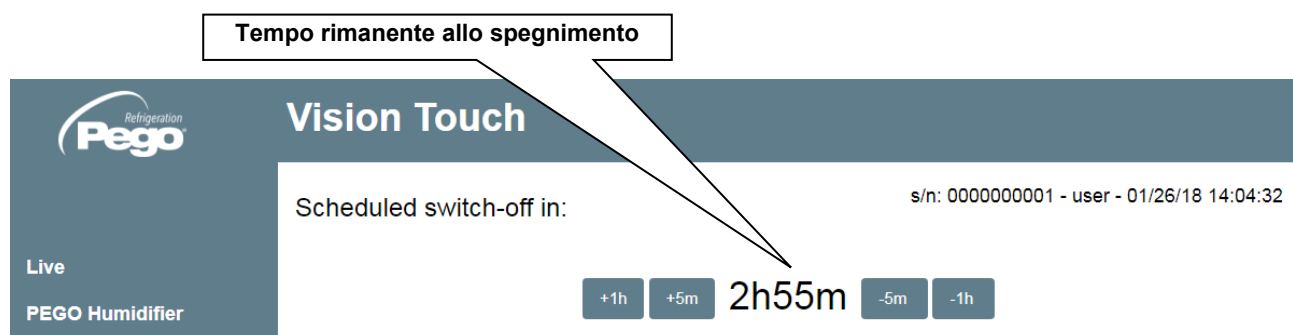 Tempo rimanente allo spegnimento
Refrigeration
Pego
Vision Touch
Scheduled switch-off in:
s/n: 0000000001 - user - 01/26/18 14:04:32
Live
+1h +5m 2h55m -5m -1h
PEGO Humidifier